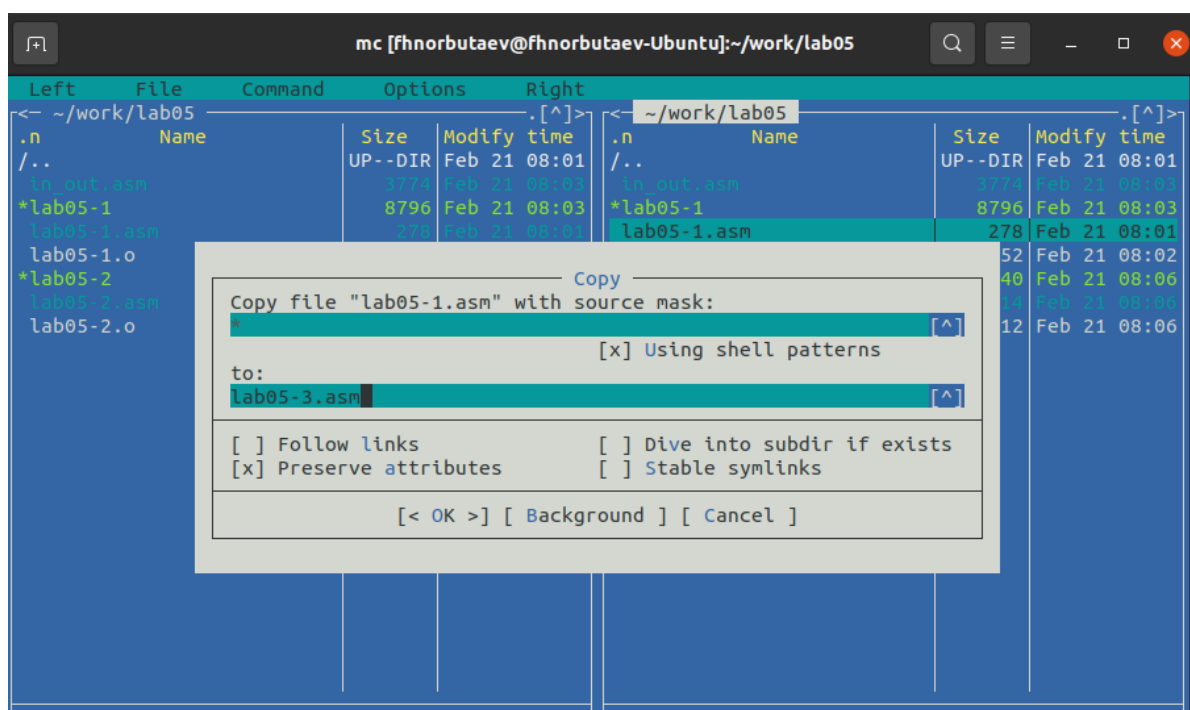 mc [fhnorbutaev@fhnorbutaev-Ubuntu]:~/work/lab05
Left File Command Options Right
<─ ~/work/lab05 .[^]> <─ ~/work/lab05 .[^]>
.n Name Size Modify time .n Name Size Modify time
/.. UP--DIR Feb 21 08:01 /.. UP--DIR Feb 21 08:01
in_out.asm 3774 Feb 21 08:03 in_out.asm 3774 Feb 21 08:03
*lab05-1 8796 Feb 21 08:03 *lab05-1 8796 Feb 21 08:03
lab05-1.asm 278 Feb 21 08:01 lab05-1.asm 278 Feb 21 08:01
lab05-1.o 52 Feb 21 08:02
*lab05-2 Copy 40 Feb 21 08:06
lab05-2.asm Copy file "lab05-1.asm" with source mask: 14 Feb 21 08:06
lab05-2.o * [^] 12 Feb 21 08:06
[x] Using shell patterns
to:
lab05-3.asm [^]
[ ] Follow links [ ] Dive into subdir if exists
[x] Preserve attributes [ ] Stable symlinks
[< OK >] [ Background ] [ Cancel ]